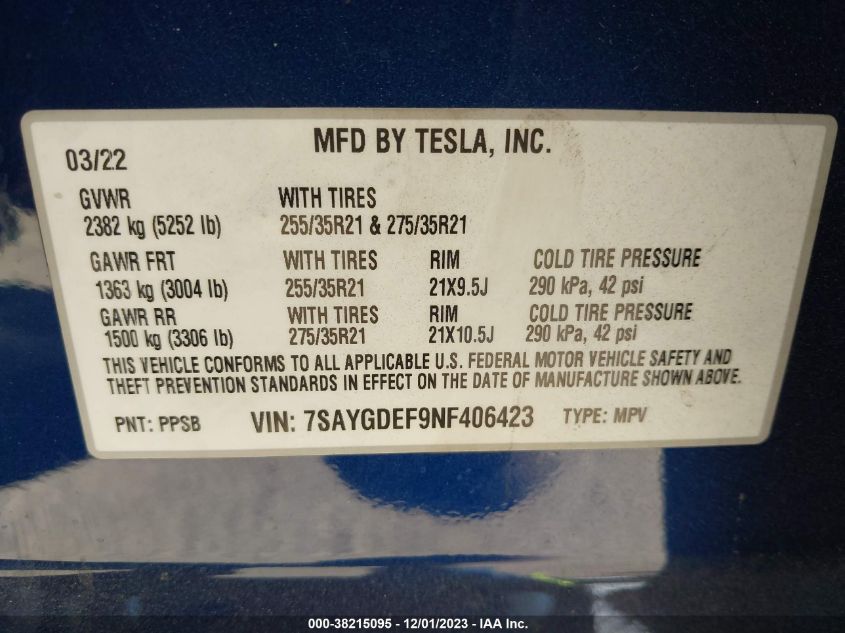 MFD BY TESLA, INC.
03/22
GVWR WITH TIRES
2382 kg (5252 lb) 255/35R21 & 275/35R21
GAWR FRT WITH TIRES RIM COLD TIRE PRESSURE
1363 kg (3004 lb) 255/35R21 21X9.5J 290 kPa, 42 psi
GAWR RR WITH TIRES RIM COLD TIRE PRESSURE
1500 kg (3306 lb) 275/35R21 21X10.5J 290 kPa, 42 psi
THIS VEHICLE CONFORMS TO ALL APPLICABLE U.S. FEDERAL MOTOR VEHICLE SAFETY AND
THEFT PREVENTION STANDARDS IN EFFECT ON THE DATE OF MANUFACTURE SHOWN ABOVE.
PNT: PPSB VIN: 7SAYGDEF9NF406423 TYPE: MPV
000-38215095 - 12/01/2023 - IAA Inc.